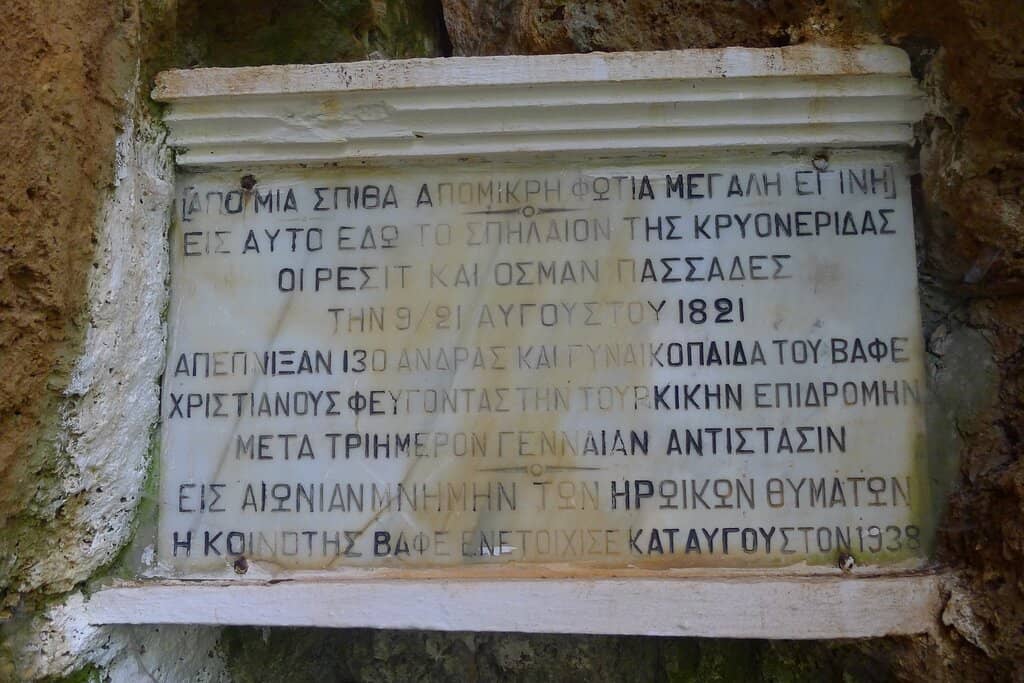 [ΑΠΟ ΜΙΑ ΣΠΙΘΑ ΑΠΟ ΜΙΚΡΗ ΦΩΤΙΑ ΜΕΓΑΛΗ ΕΓΙΝΗ]
ΕΙΣ ΑΥΤΟ ΕΔΩ ΤΟ ΣΠΗΛΑΙΟΝ ΤΗΣ ΚΡΥΟΝΕΡΙΔΑΣ
ΟΙ ΡΕΣΙΤ ΚΑΙ ΟΣΜΑΝ ΠΑΣΣΑΔΕΣ
ΤΗΝ 9/21 ΑΥΓΟΥΣΤΟΥ 1821
ΑΠΕΠΝΙΞΑΝ 130 ΑΝΔΡΑΣ ΚΑΙ ΓΥΝΑΙΚΟΠΑΙΔΑ ΤΟΥ ΒΑΦΕ
ΧΡΙΣΤΙΑΝΟΥΣ ΦΕΥΓΟΝΤΑΣ ΤΗΝ ΤΟΥΡΚΙΚΗΝ ΕΠΙΔΡΟΜΗΝ
ΜΕΤΑ ΤΡΙΗΜΕΡΟΝ ΓΕΝΝΑΙΑΝ ΑΝΤΙΣΤΑΣΙΝ
ΕΙΣ ΑΙΩΝΙΑΝ ΜΝΗΜΗΝ ΤΩΝ ΗΡΩΙΚΩΝ ΘΥΜΑΤΩΝ
Η ΚΟΙΝΟΤΗΣ ΒΑΦΕ ΕΝΕΤΟΙΧΙΣΕ ΚΑΤ ΑΥΓΟΥΣΤΟΝ 1938